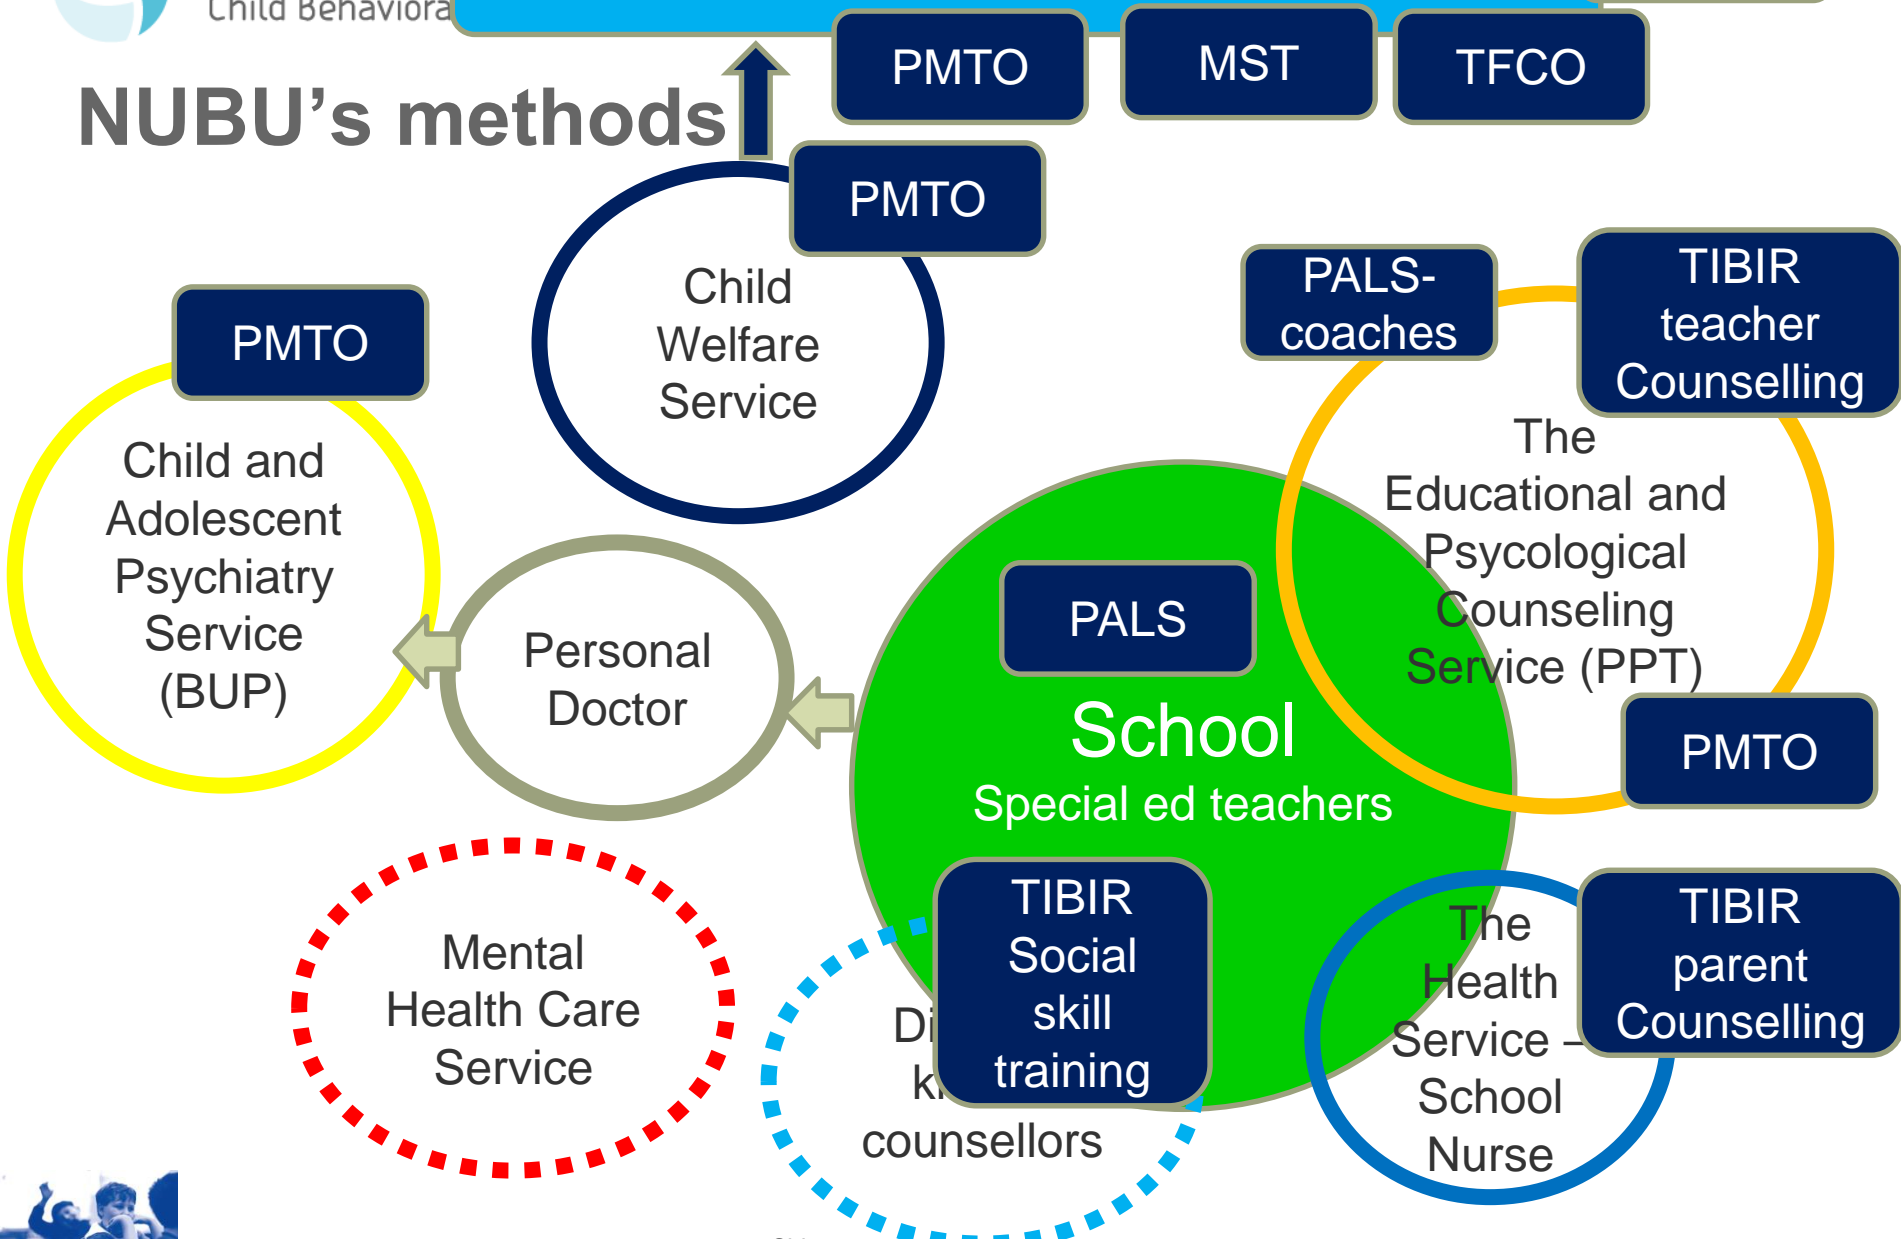 Child Behaviora
NUBU's methods
PMTO
MST
TFCO
PMTO
Child
Welfare
Service
PMTO
Child and
Adolescent
Psychiatry
Service
(BUP)
Personal
Doctor
PALS-
coaches
TIBIR
teacher
Counselling
The
Educational and
Psycological
Counseling
Service (PPT)
PMTO
PALS
School
Special ed teachers
TIBIR
Social
skill
training
Di
k
counsellors
Mental
Health Care
Service
The
Health
Service –
School
Nurse
TIBIR
parent
Counselling